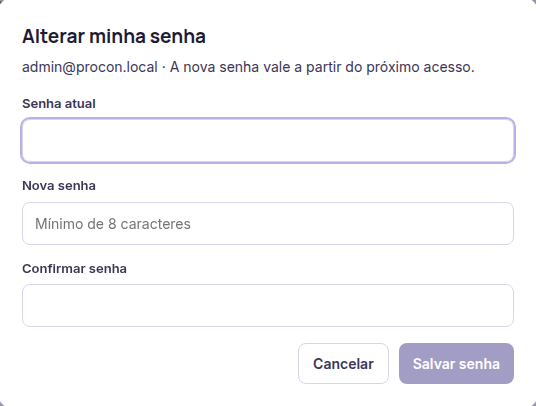 Alterar minha senha
admin@procon.local · A nova senha vale a partir do próximo acesso.
Senha atual
Nova senha
Mínimo de 8 caracteres
Confirmar senha
Cancelar
Salvar senha